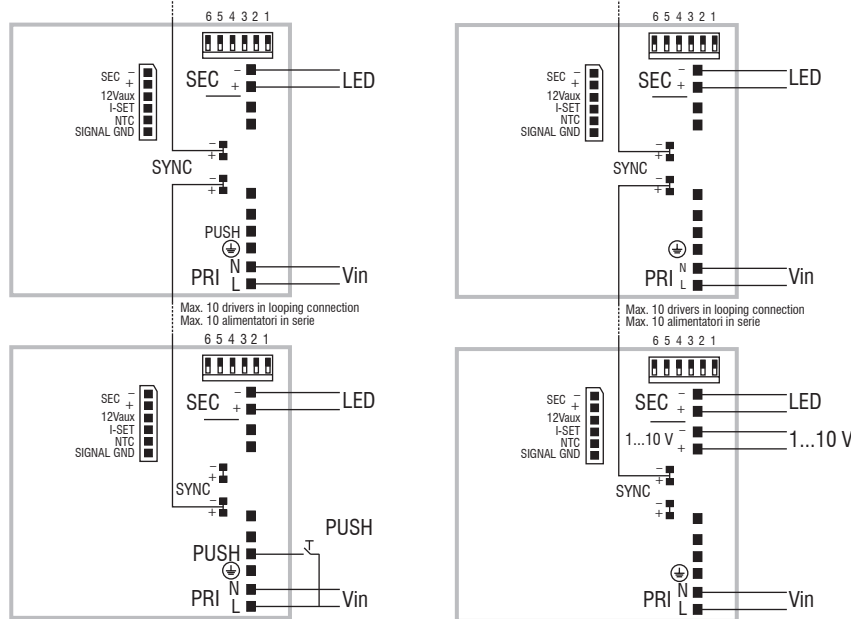 6 5 4 3 2 1
SEC −
+
12Vaux
I-SET
NTC
SIGNAL GND
SEC −
+
LED
−
+
SYNC
−
+
PUSH
PRI N
L
Vin
Max. 10 drivers in looping connection
Max. 10 alimentatori in serie
6 5 4 3 2 1
SEC −
+
12Vaux
I-SET
NTC
SIGNAL GND
SEC −
+
LED
−
+
SYNC
−
+
PUSH
PUSH
PRI N
L
Vin
6 5 4 3 2 1
SEC −
+
12Vaux
I-SET
NTC
SIGNAL GND
SEC −
+
LED
−
+
SYNC
−
+
PRI N
L
Vin
Max. 10 drivers in looping connection
Max. 10 alimentatori in serie
6 5 4 3 2 1
SEC −
+
12Vaux
I-SET
NTC
SIGNAL GND
SEC −
+
LED
1...10 V −
+
1...10 V
−
+
SYNC
−
+
PRI N
L
Vin